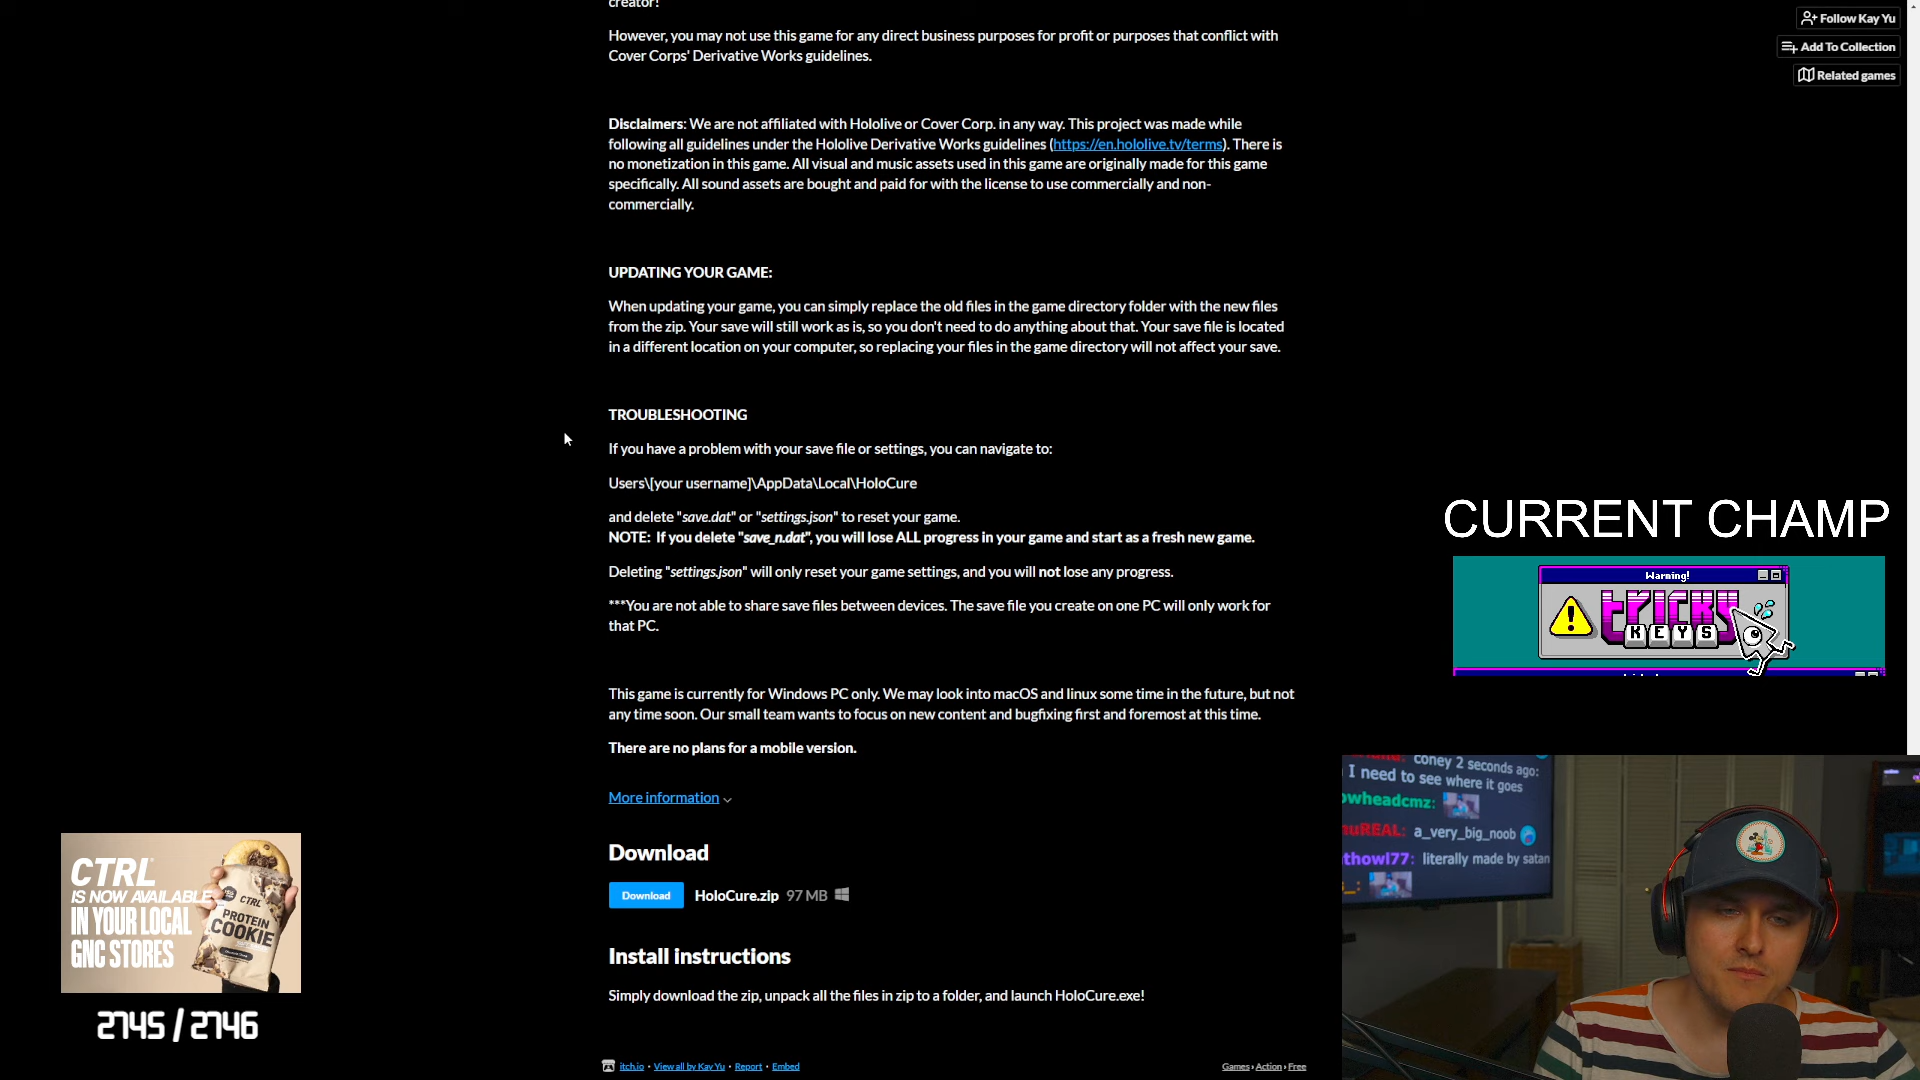 creator!
However, you may not use this game for any direct business purposes for profit or purposes that conflict with
Cover Corps' Derivative Works guidelines.
Disclaimers: We are not affiliated with Hololive or Cover Corp. in any way. This project was made while
following all guidelines under the Hololive Derivative Works guidelines (https://en.hololive.tv/terms). There is
no monetization in this game. All visual and music assets used in this game are originally made for this game
specifically. All sound assets are bought and paid for with the license to use commercially and non-
commercially.
UPDATING YOUR GAME:
When updating your game, you can simply replace the old files in the game directory folder with the new files
from the zip. Your save will still work as is, so you don't need to do anything about that. Your save file is located
in a different location on your computer, so replacing your files in the game directory will not affect your save.
TROUBLESHOOTING
If you have a problem with your save file or settings, you can navigate to:
Users\[your username]\AppData\Local\HoloCure
and delete "save.dat" or "settings.json" to reset your game.
NOTE: If you delete "save_n.dat", you will lose ALL progress in your game and start as a fresh new game.
Deleting "settings.json" will only reset your game settings, and you will not lose any progress.
***You are not able to share save files between devices. The save file you create on one PC will only work for
that PC.
This game is currently for Windows PC only. We may look into macOS and linux some time in the future, but not
any time soon. Our small team wants to focus on new content and bugfixing first and foremost at this time.
There are no plans for a mobile version.
More information
Download
Download HoloCure.zip 97 MB
Install instructions
Simply download the zip, unpack all the files in zip to a folder, and launch HoloCure.exe!
itch.io · View all by Kay Yu · Report · Embed
Games › Action › Free
Follow Kay Yu
Add To Collection
Related games
CURRENT CHAMP
Warning!
tricky
KEYS
coney 2 seconds ago:
I need to see where it goes
owheadcmz:
uREAL: a_very_big_noob
thowl77: literally made by satan
CTRL
IS NOW AVAILABLE
IN YOUR LOCAL
GNC STORES
CTRL
PROTEIN
COOKIE
2745 / 2746